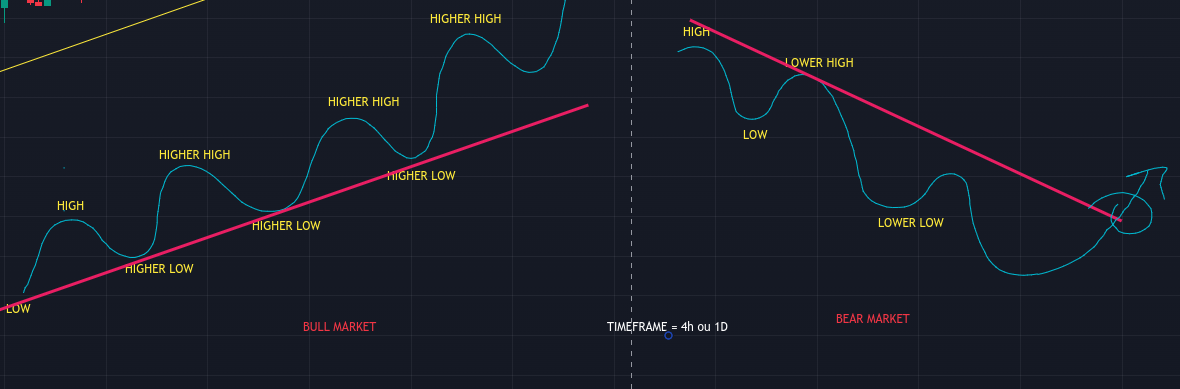 HIGHER HIGH
HIGH
LOWER HIGH
HIGHER HIGH
LOW
HIGHER HIGH
HIGHER LOW
HIGH
HIGHER LOW
LOWER LOW
HIGHER LOW
LOW
BEAR MARKET
BULL MARKET
TIMEFRAME = 4h ou 1D